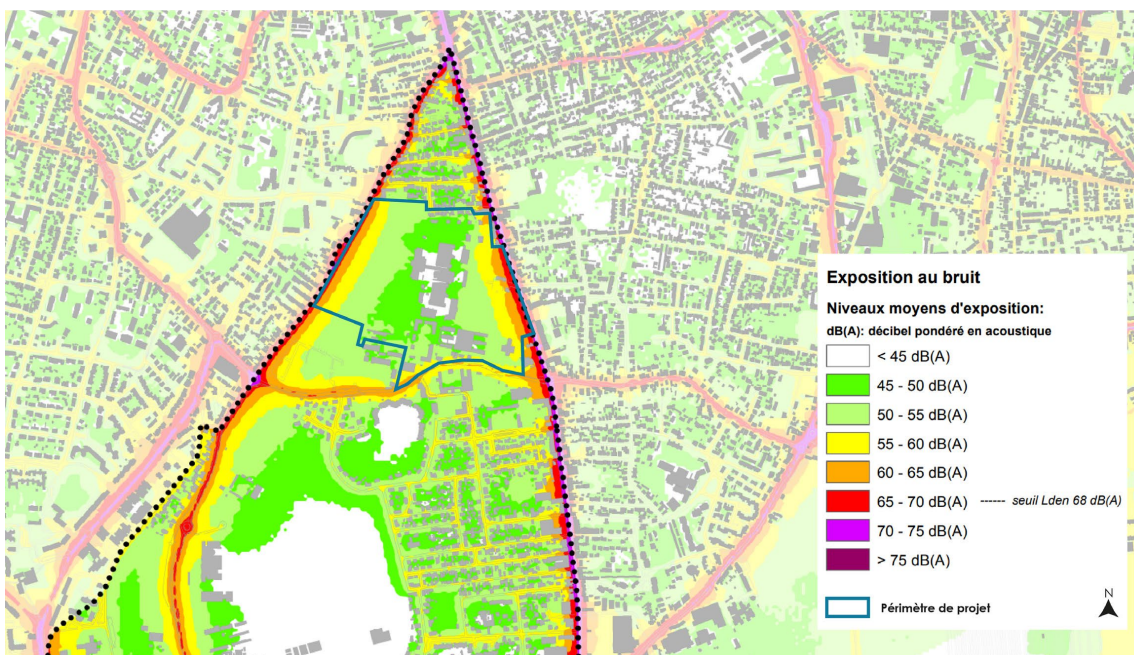 Exposition au bruit
Niveaux moyens d'exposition:
dB(A): décibel pondéré en acoustique
< 45 dB(A)
45 - 50 dB(A)
50 - 55 dB(A)
55 - 60 dB(A)
60 - 65 dB(A)
65 - 70 dB(A) ------ seuil Lden 68 dB(A)
70 - 75 dB(A)
> 75 dB(A)
Périmètre de projet
N